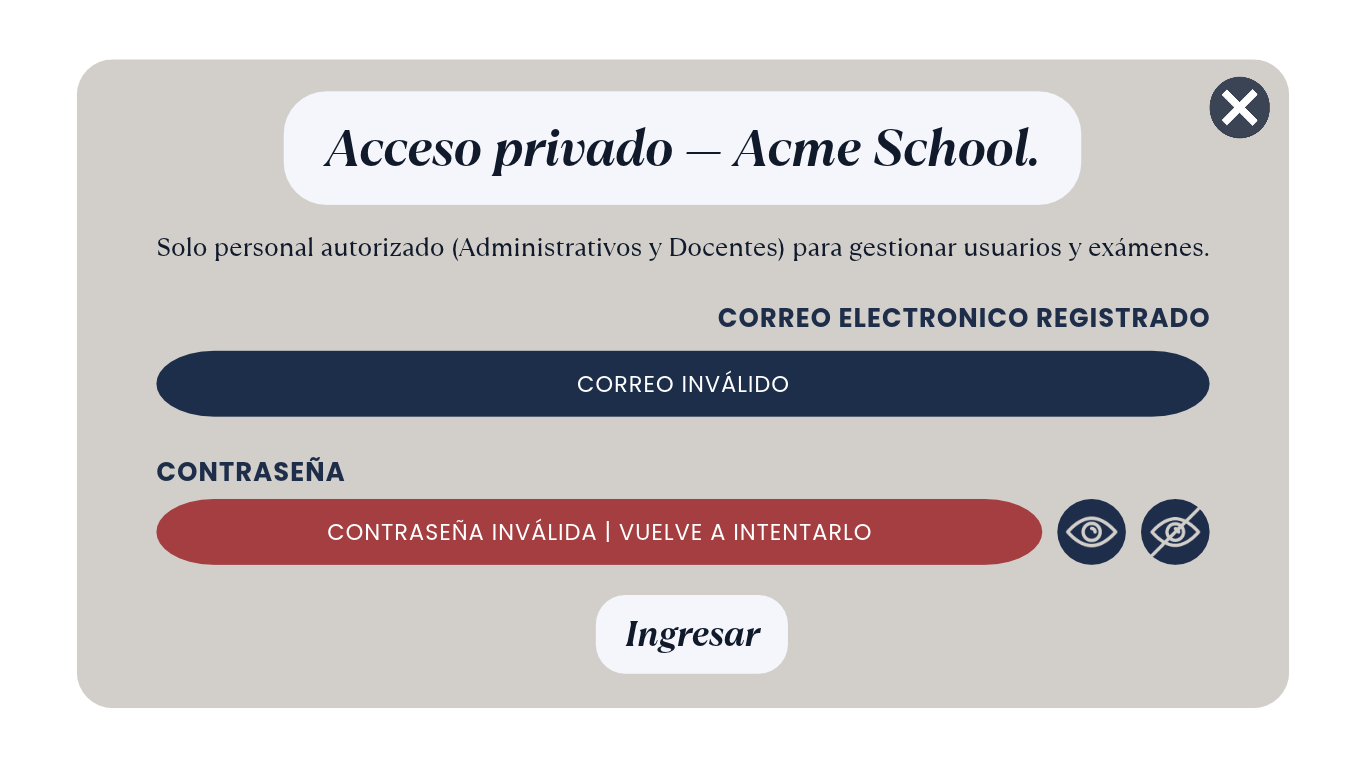 Acceso privado — Acme School.
Solo personal autorizado (Administrativos y Docentes) para gestionar usuarios y exámenes.
CORREO ELECTRONICO REGISTRADO
CORREO INVÁLIDO
CONTRASEÑA
CONTRASEÑA INVÁLIDA | VUELVE A INTENTARLO
Ingresar